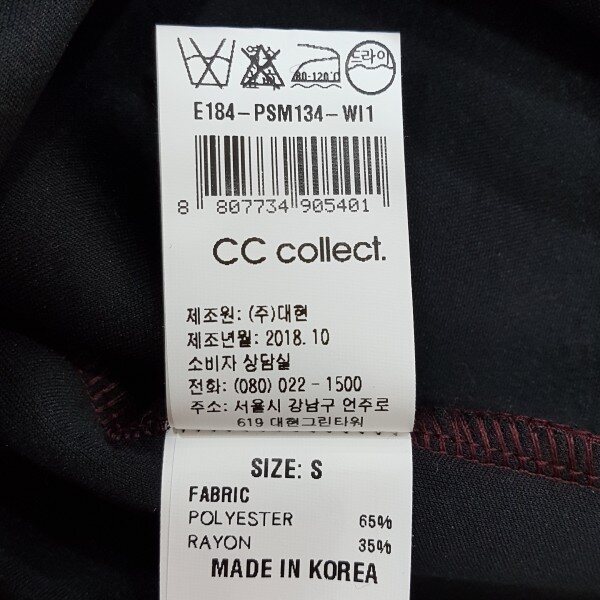 드라이
80-120℃
E184-PSM134-WI1
8 807734 905401
CC collect.
제조원: (주)대현
제조년월: 2018.10
소비자 상담실
전화: (080) 022-1500
주소: 서울시 강남구 언주로
619 대현그린타워
SIZE: S
FABRIC
POLYESTER 65%
RAYON 35%
MADE IN KOREA